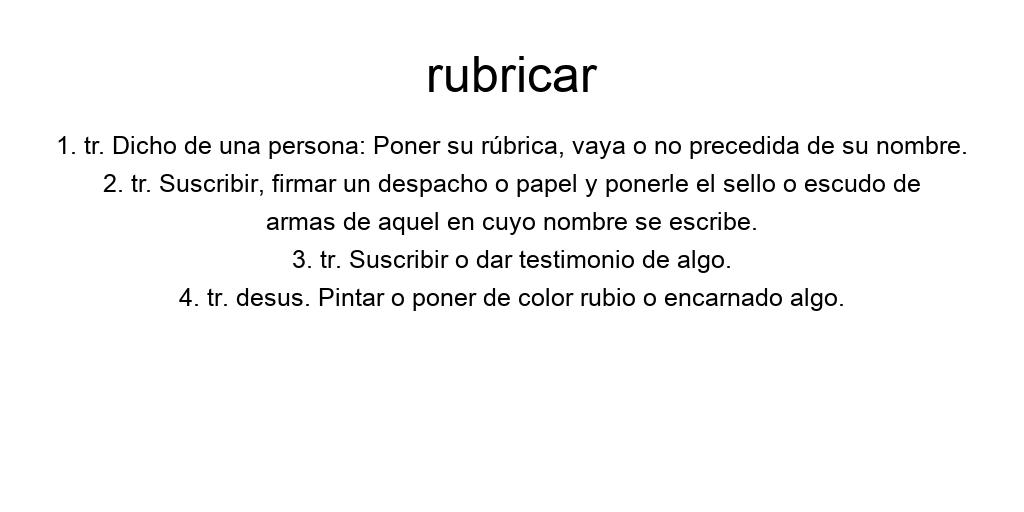 rubricar
1. tr. Dicho de una persona: Poner su rúbrica, vaya o no precedida de su nombre.
2. tr. Suscribir, firmar un despacho o papel y ponerle el sello o escudo de
armas de aquel en cuyo nombre se escribe.
3. tr. Suscribir o dar testimonio de algo.
4. tr. desus. Pintar o poner de color rubio o encarnado algo.